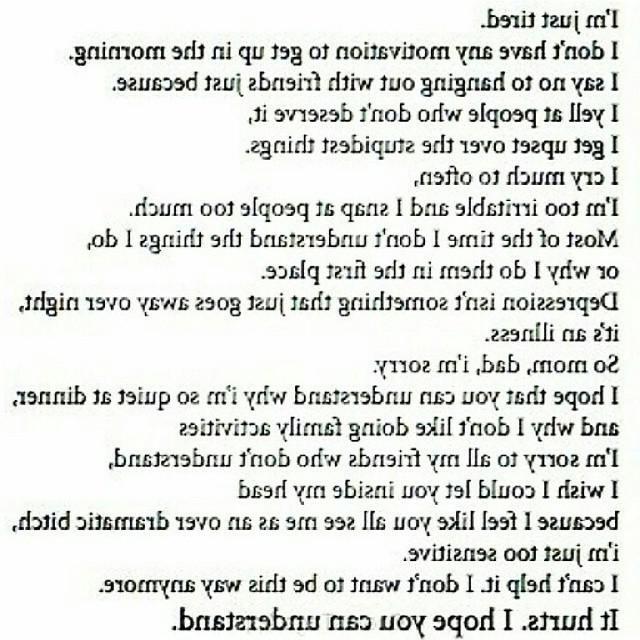 I'm just tired.
I don't have any motivation to get up in the morning.
I say no to hanging out with friends just because.
I yell at people who don't deserve it,
I get upset over the stupidest things.
I cry much to often,
I'm too irritable and I snap at people too much.
Most of the time I don't understand the things I do,
or why I do them in the first place.
Depression isn't something that just goes away over night,
it's an illness.
So mom, dad, i'm sorry.
I hope that you can understand why i'm so quiet at dinner,
and why I don't like doing family activities
I'm sorry to all my friends who don't understand,
I wish I could let you inside my head
because I feel like you all see me as an over dramatic bitch,
i'm just too sensitive.
I can't help it. I don't want to be this way anymore.
It hurts. I hope you can understand.